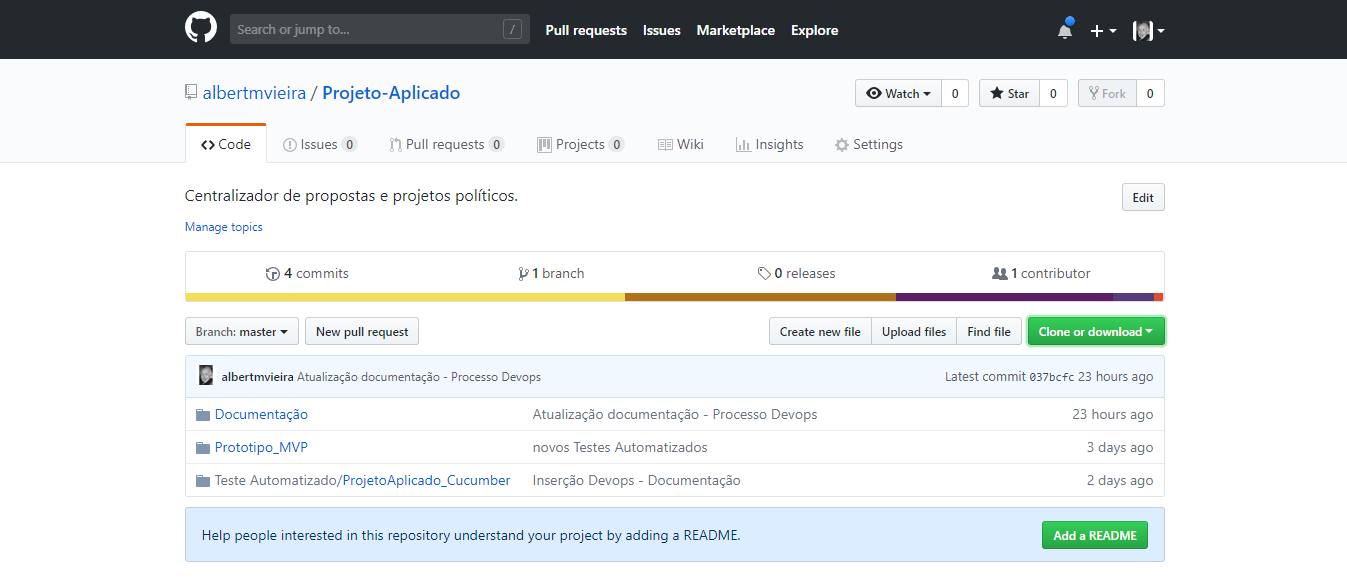 Search or jump to... / Pull requests Issues Marketplace Explore
albertmvieira / Projeto-Aplicado Watch 0 Star 0 Fork 0
Code Issues 0 Pull requests 0 Projects 0 Wiki Insights Settings
Centralizador de propostas e projetos políticos. Edit
Manage topics
4 commits 1 branch 0 releases 1 contributor
Branch: master New pull request Create new file Upload files Find file Clone or download
albertmvieira Atualização documentação - Processo Devops Latest commit 037bcfc 23 hours ago
Documentação Atualização documentação - Processo Devops 23 hours ago
Prototipo_MVP novos Testes Automatizados 3 days ago
Teste Automatizado/ProjetoAplicado_Cucumber Inserção Devops - Documentação 2 days ago
Help people interested in this repository understand your project by adding a README. Add a README